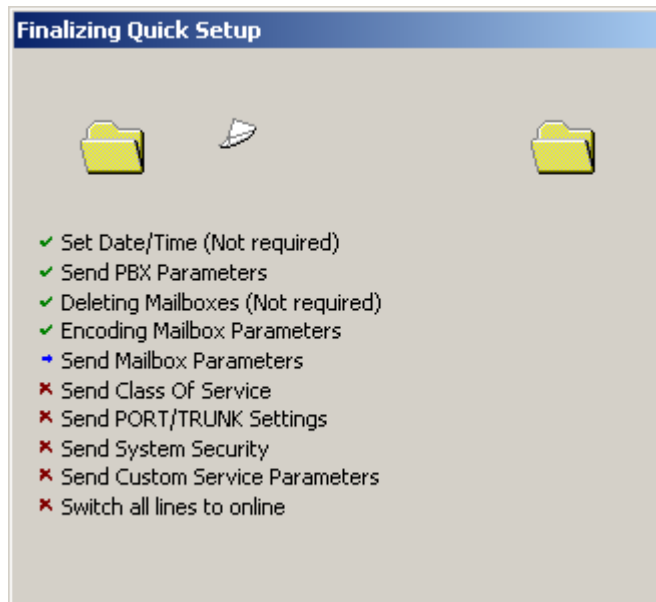 Finalizing Quick Setup
Set Date/Time (Not required)
Send PBX Parameters
Deleting Mailboxes (Not required)
Encoding Mailbox Parameters
Send Mailbox Parameters
Send Class Of Service
Send PORT/TRUNK Settings
Send System Security
Send Custom Service Parameters
Switch all lines to online